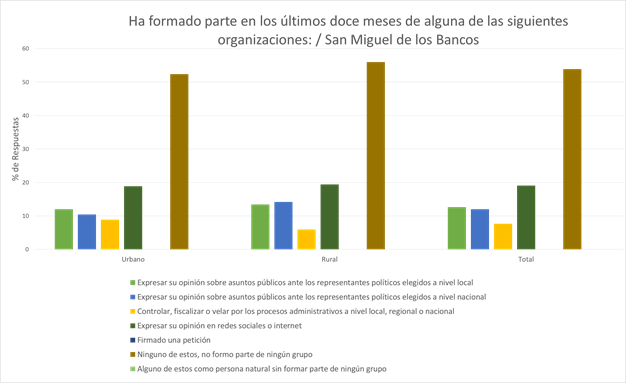 Ha formado parte en los últimos doce meses de alguna de las siguientes
organizaciones: / San Miguel de los Bancos
60
50
40
30
20
10
0
% de Respuestas
Urbano
Rural
Total
Expresar su opinión sobre asuntos públicos ante los representantes políticos elegidos a nivel local
Expresar su opinión sobre asuntos públicos ante los representantes políticos elegidos a nivel nacional
Controlar, fiscalizar o velar por los procesos administrativos a nivel local, regional o nacional
Expresar su opinión en redes sociales o internet
Firmado una petición
Ninguno de estos, no formo parte de ningún grupo
Alguno de estos como persona natural sin formar parte de ningún grupo